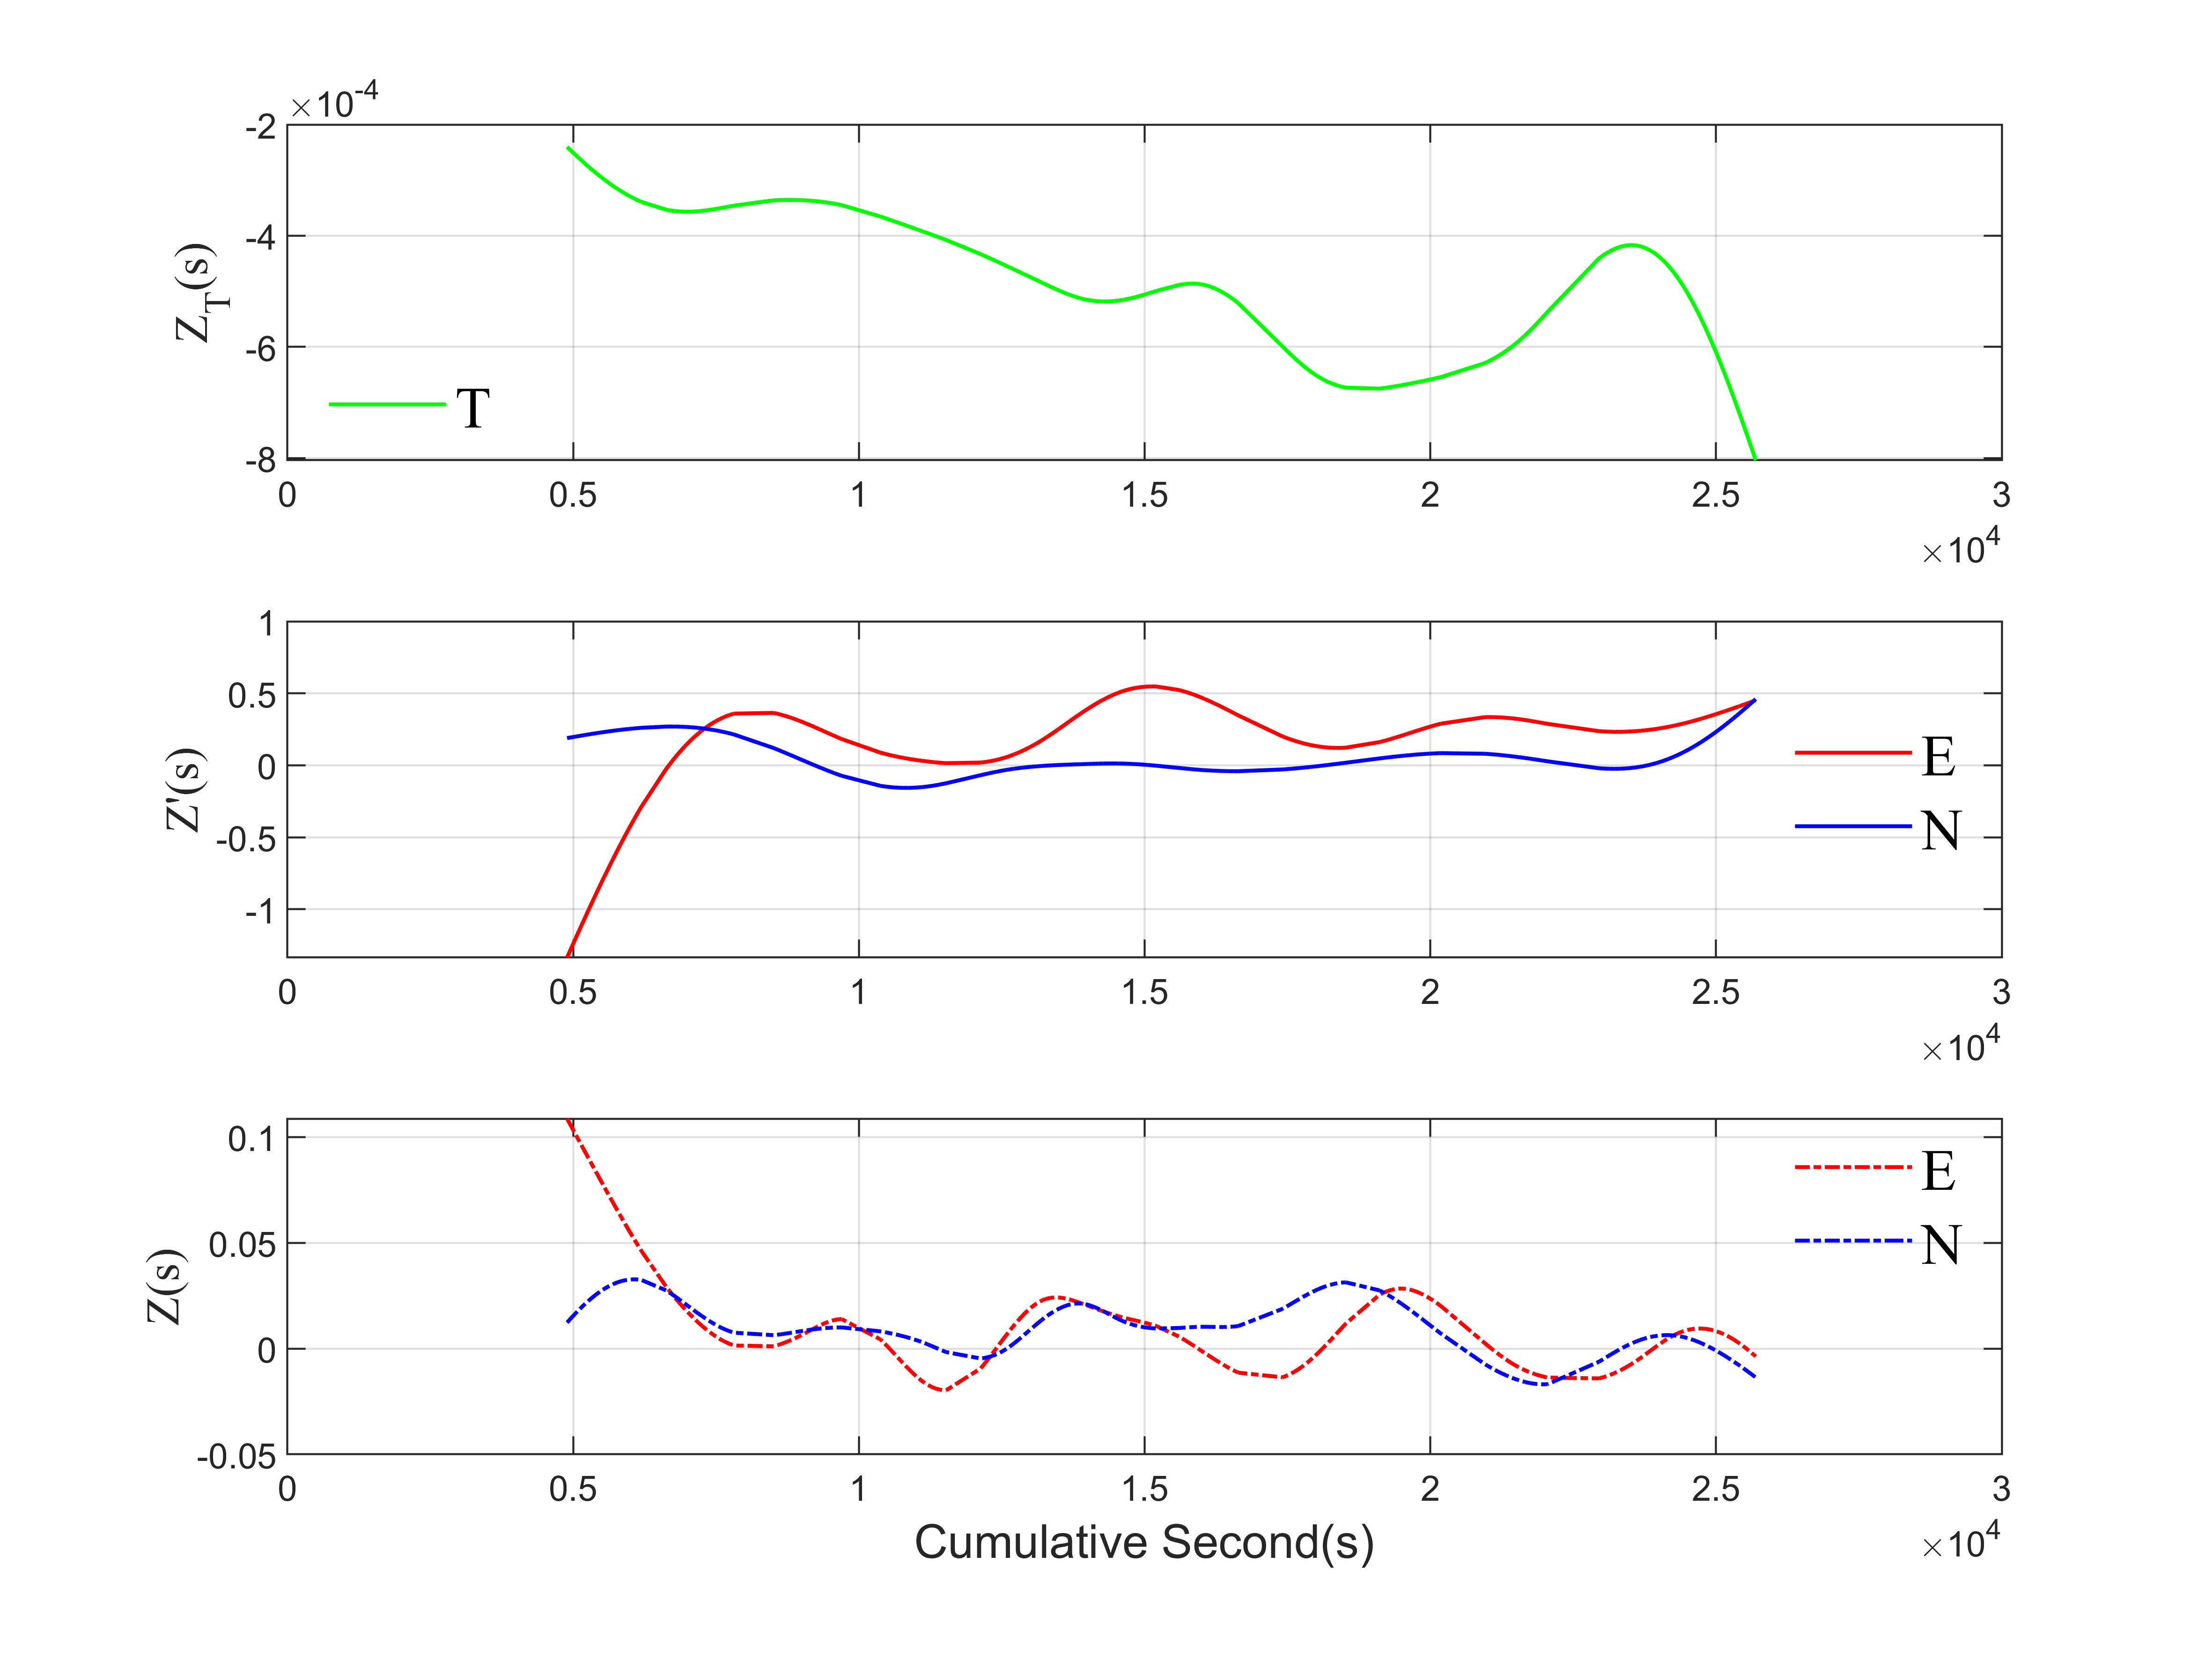 ×10-4
-2
-4
-6
-8
Z_T(s)
T
0 0.5 1 1.5 2 2.5 3
×10^4
1
0.5
0
-0.5
-1
Z'(s)
E
N
0 0.5 1 1.5 2 2.5 3
×10^4
0.1
0.05
0
-0.05
Z(s)
E
N
0 0.5 1 1.5 2 2.5 3
Cumulative Second(s)
×10^4